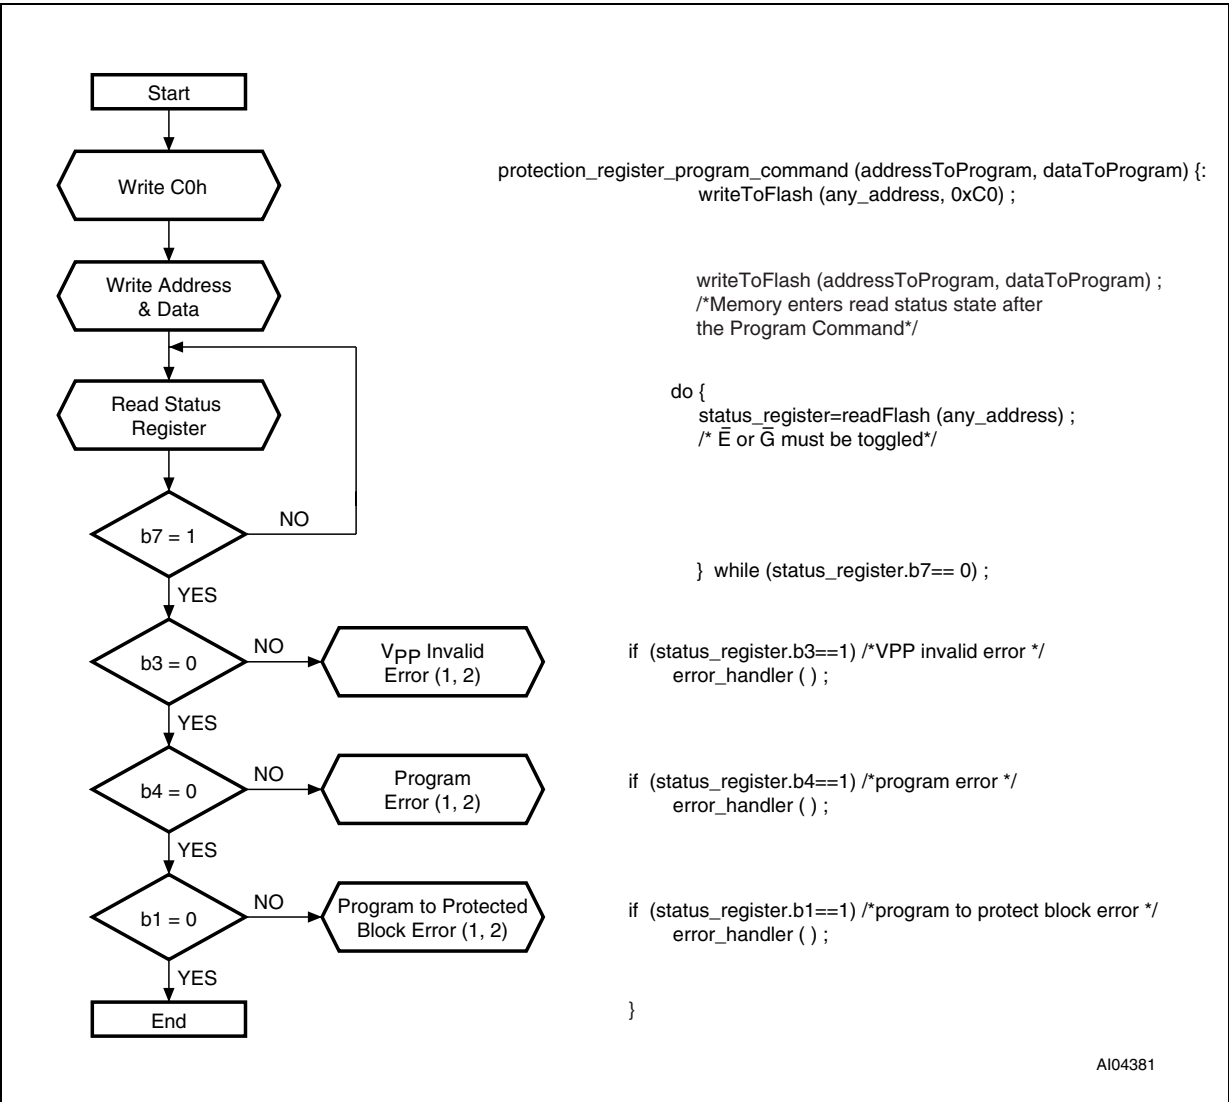 Start
Write C0h
protection_register_program_command (addressToProgram, dataToProgram) {:
writeToFlash (any_address, 0xC0) ;
Write Address
& Data
writeToFlash (addressToProgram, dataToProgram) ;
/*Memory enters read status state after
the Program Command*/
Read Status
Register
do {
status_register=readFlash (any_address) ;
/* E̅ or G̅ must be toggled*/
b7 = 1
NO
YES
} while (status_register.b7== 0) ;
b3 = 0
NO
YES
VPP Invalid
Error (1, 2)
if (status_register.b3==1) /*VPP invalid error */
error_handler ( ) ;
b4 = 0
NO
YES
Program
Error (1, 2)
if (status_register.b4==1) /*program error */
error_handler ( ) ;
b1 = 0
NO
YES
Program to Protected
Block Error (1, 2)
if (status_register.b1==1) /*program to protect block error */
error_handler ( ) ;
End
}
AI04381